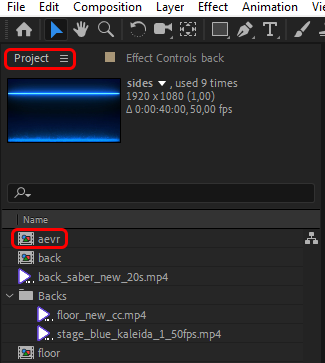 File Edit Composition Layer Effect Animation View
Project Effect Controls back
sides , used 9 times
1920 x 1080 (1,00)
Δ 0:00:40:00, 50,00 fps
Name
aevr
back
back_saber_new_20s.mp4
Backs
floor_new_cc.mp4
stage_blue_kaleida_1_50fps.mp4
floor